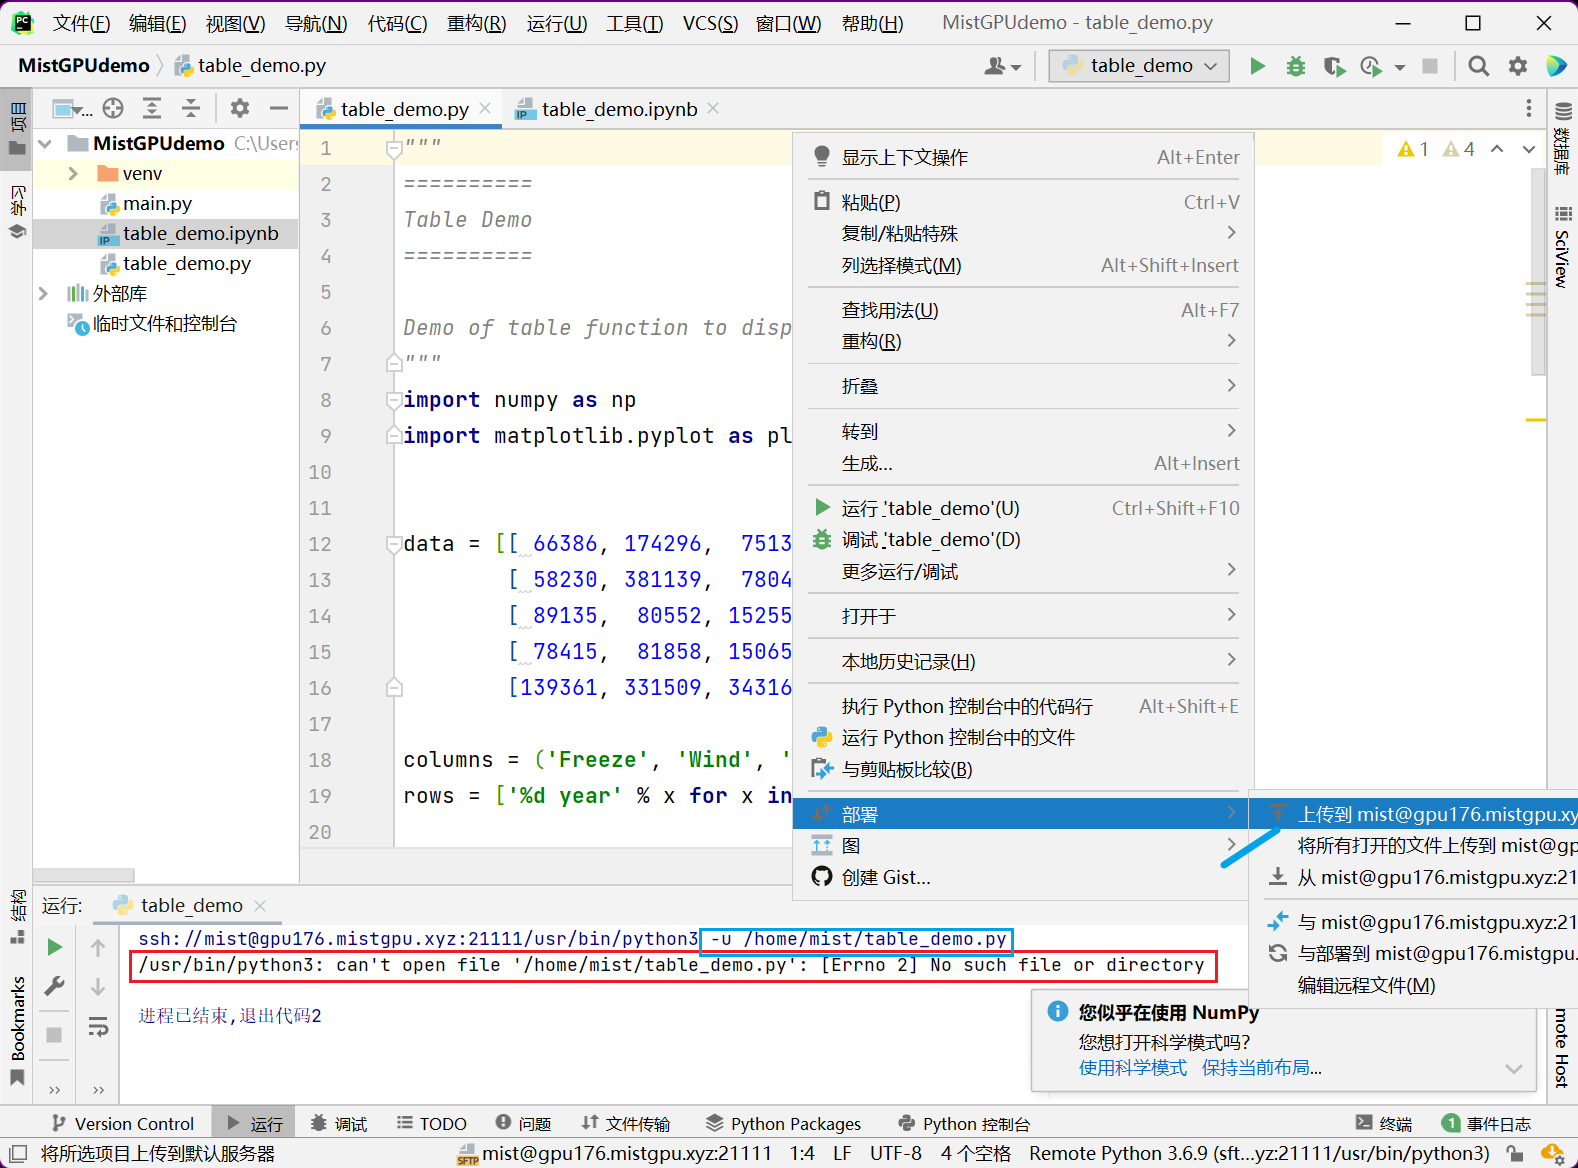 文件(F) 编辑(E) 视图(V) 导航(N) 代码(C) 重构(R) 运行(U) 工具(T) VCS(S) 窗口(W) 帮助(H) MistGPUdemo - table_demo.py
MistGPUdemo table_demo.py table_demo
项目
学习
结构
Bookmarks
MistGPUdemo C:\Users
venv
main.py
table_demo.ipynb
table_demo.py
外部库
临时文件和控制台
table_demo.py table_demo.ipynb
1 """
2 ==========
3 Table Demo
4 ==========
5
6 Demo of table function to disp
7 """
8 import numpy as np
9 import matplotlib.pyplot as pl
10
11
12 data = [[ 66386, 174296, 7513
13 [ 58230, 381139, 7804
14 [ 89135, 80552, 15255
15 [ 78415, 81858, 15065
16 [139361, 331509, 34316
17
18 columns = ('Freeze', 'Wind', '
19 rows = ['%d year' % x for x in
20
1 4
数据库
SciView
mote Host
显示上下文操作 Alt+Enter
粘贴(P) Ctrl+V
复制/粘贴特殊
列选择模式(M) Alt+Shift+Insert
查找用法(U) Alt+F7
重构(R)
折叠
转到
生成... Alt+Insert
运行 'table_demo'(U) Ctrl+Shift+F10
调试 'table_demo'(D)
更多运行/调试
打开于
本地历史记录(H)
执行 Python 控制台中的代码行 Alt+Shift+E
运行 Python 控制台中的文件
与剪贴板比较(B)
部署
图
创建 Gist...
上传到 mist@gpu176.mistgpu.xy
将所有打开的文件上传到 mist@gp
从 mist@gpu176.mistgpu.xyz:21
与 mist@gpu176.mistgpu.xyz:21
与部署到 mist@gpu176.mistgpu.
编辑远程文件(M)
运行: table_demo
ssh://mist@gpu176.mistgpu.xyz:21111/usr/bin/python3 -u /home/mist/table_demo.py
/usr/bin/python3: can't open file '/home/mist/table_demo.py': [Errno 2] No such file or directory
进程已结束,退出代码2
您似乎在使用 NumPy
您想打开科学模式吗?
使用科学模式 保持当前布局...
Version Control 运行 调试 TODO 问题 文件传输 Python Packages Python 控制台 终端 1 事件日志
将所选项目上传到默认服务器 SFTP mist@gpu176.mistgpu.xyz:21111 1:4 LF UTF-8 4 个空格 Remote Python 3.6.9 (sft...yz:21111/usr/bin/python3)